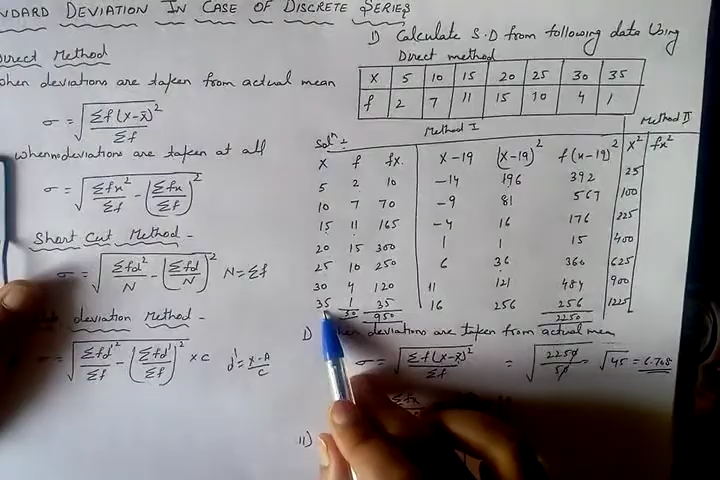 NDARD DEVIATION IN CASE OF DISCRETE SERIES
Direct Method
hen deviations are taken from actual mean
σ = √(Σf(x-x̄)²/Σf)
when no deviations are taken at all
σ = √(Σfx²/Σf - (Σfx/Σf)²)
Short Cut Method -
σ = √(Σfd²/N - (Σfd/N)²) N = Σf
deviation Method -
σ = √(Σfd'²/Σf - (Σfd'/Σf)²) × c d' = x-A/c
1) Calculate S.D from following data Using
Direct method
X 5 10 15 20 25 30 35
f 2 7 11 15 10 4 1
Solⁿ :- Method I Method II
X f fx X-19 (X-19)² f(x-19)² X² fx²
5 2 10 -14 196 392 25
10 7 70 -9 81 567 100
15 11 165 -4 16 176 225
20 15 300 1 1 15 400
25 10 250 6 36 360 625
30 4 120 11 121 484 900
35 1 35 16 256 256 1225
50 950 2250
I) hen deviations are taken from actual mean
σ = √(Σf(x-x̄)²/Σf) = √(2250/50) √45 = 6.708
Σfx
II)